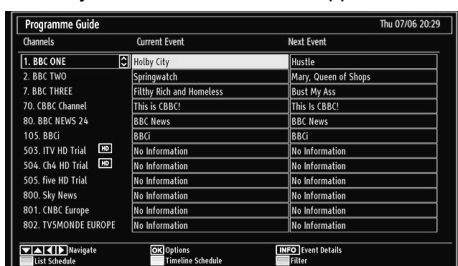 Programme Guide Thu 07/06 20:29
Channels Current Event Next Event
1. BBC ONE Holby City Hustle
2. BBC TWO Springwatch Mary, Queen of Shops
7. BBC THREE Filthy Rich and Homeless Bust My Ass
70. CBBC Channel This is CBBC! This Is CBBC!
80. BBC NEWS 24 BBC News BBC News
105. BBCi BBCi BBCi
503. ITV HD Trial HD No Information No Information
504. Ch4 HD Trial HD No Information No Information
505. five HD Trial No Information No Information
800. Sky News No Information No Information
801. CNBC Europe No Information No Information
802. TV5MONDE EUROPE No Information No Information
Navigate OK Options INFO Event Details
List Schedule Timeline Schedule Filter